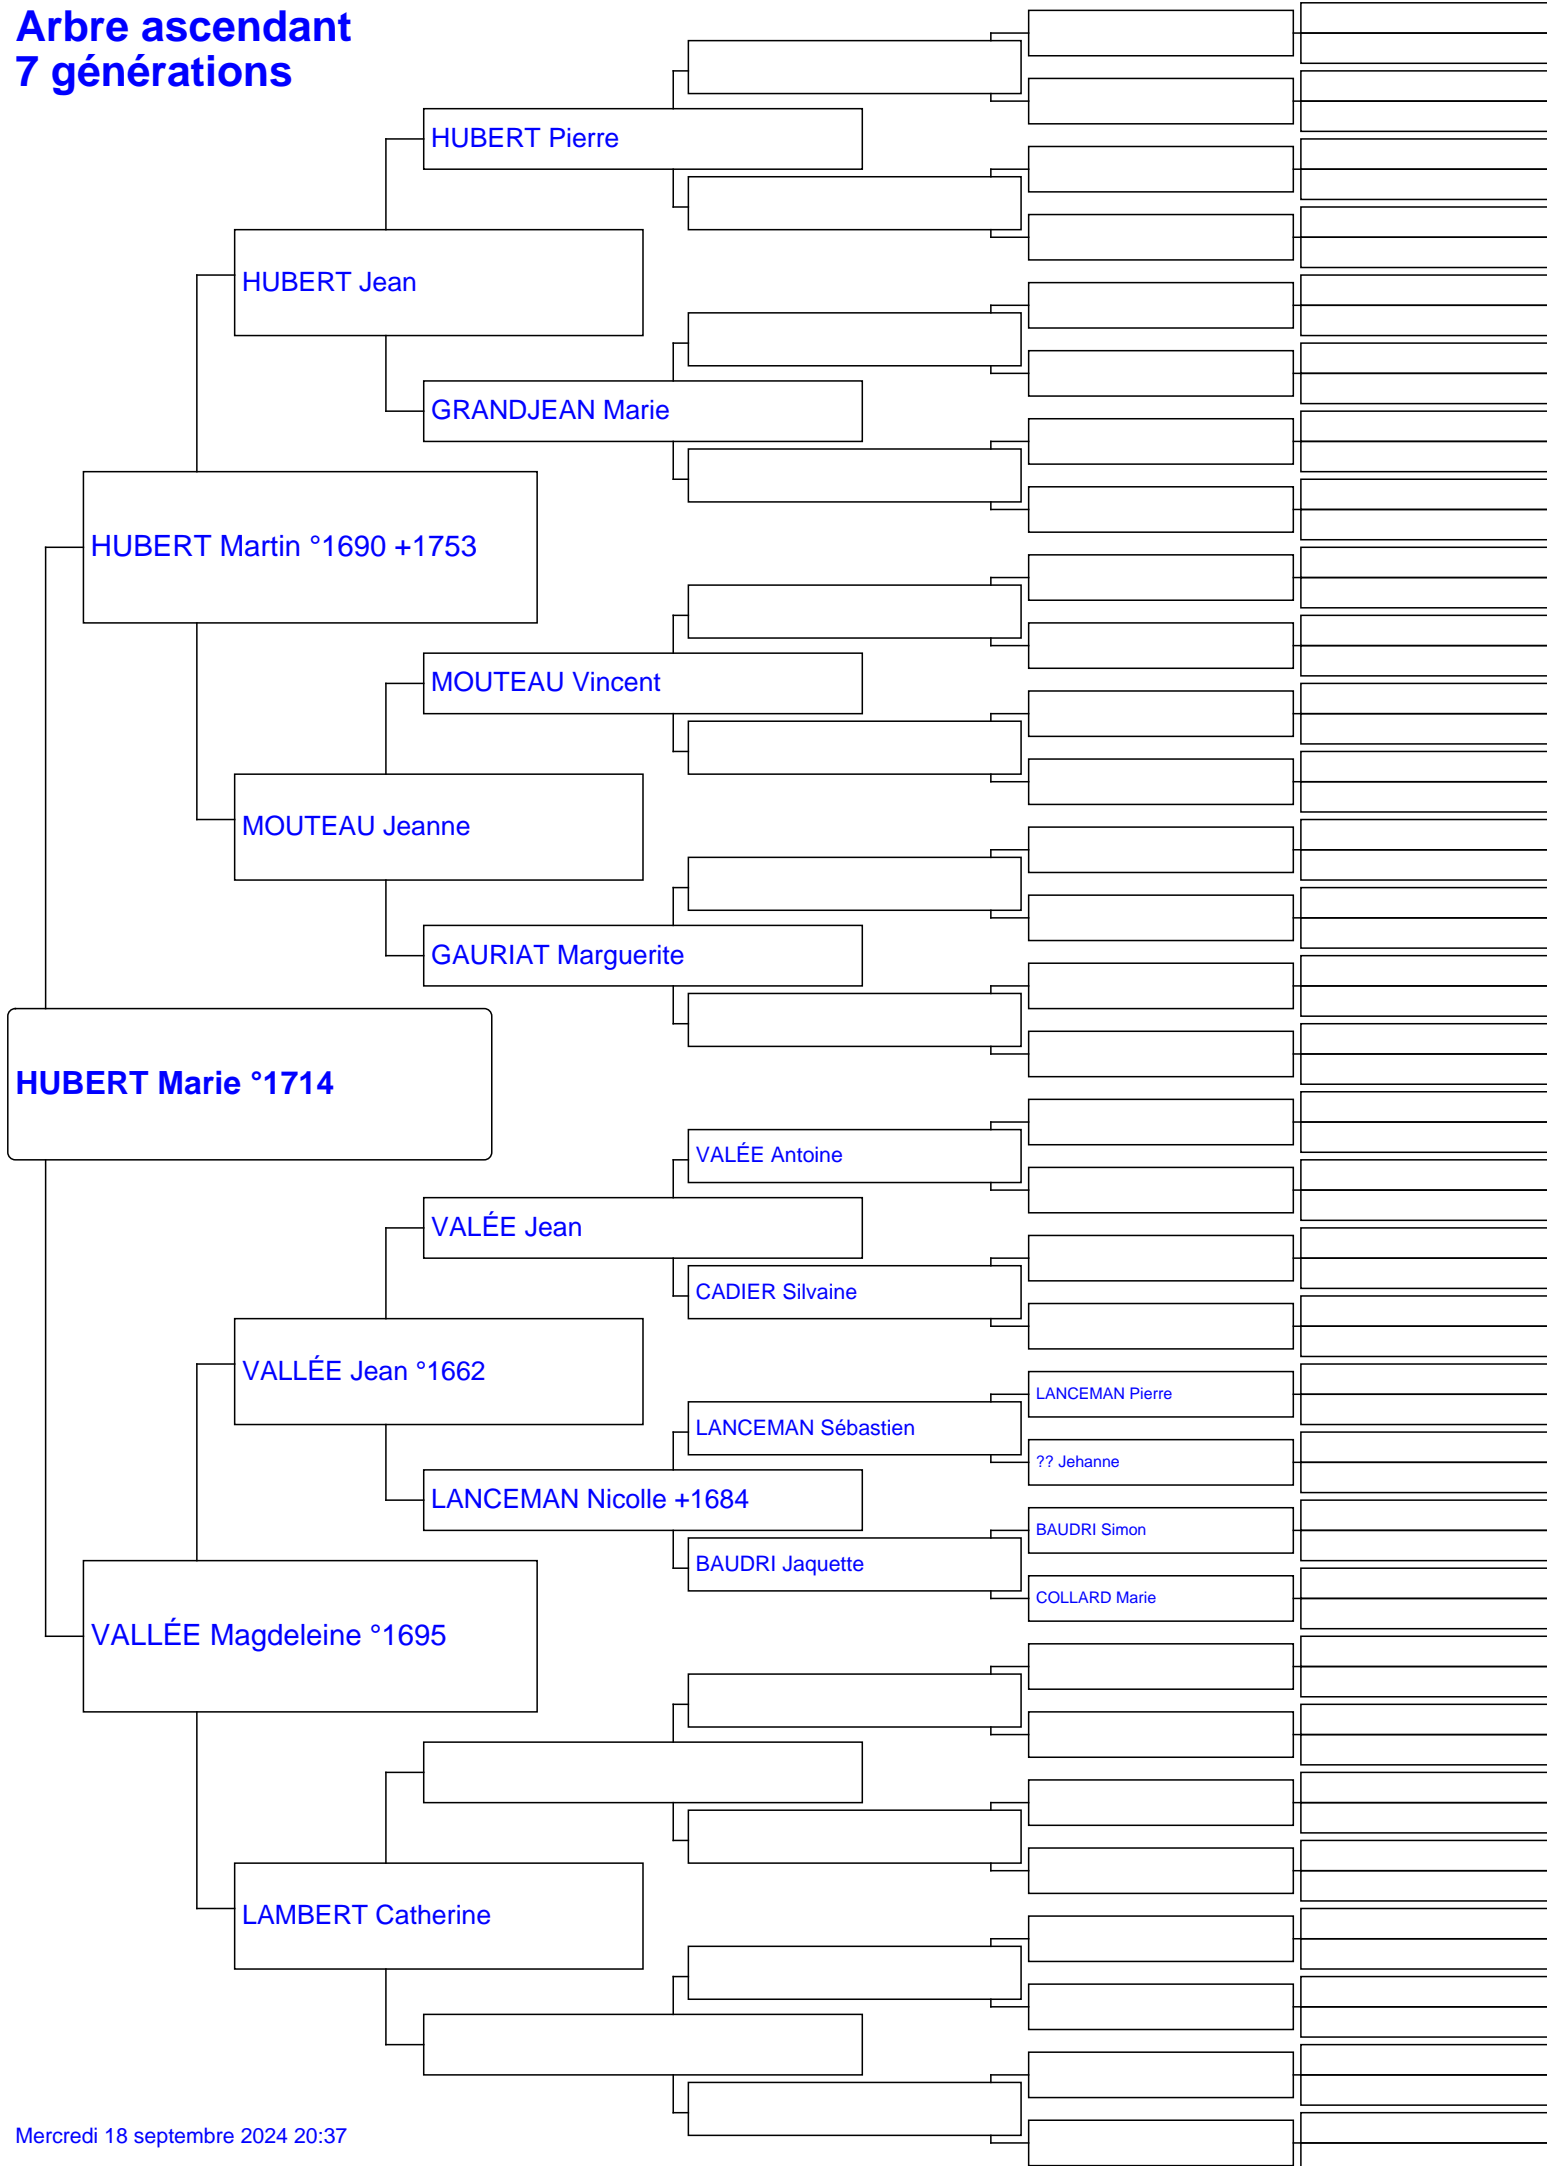 Arbre ascendant
7 générations
HUBERT Pierre
HUBERT Jean
GRANDJEAN Marie
HUBERT Martin °1690 +1753
MOUTEAU Vincent
MOUTEAU Jeanne
GAURIAT Marguerite
HUBERT Marie °1714
VALÉE Antoine
VALÉE Jean
CADIER Silvaine
VALLÉE Jean °1662
LANCEMAN Pierre
LANCEMAN Sébastien
?? Jehanne
LANCEMAN Nicolle +1684
BAUDRI Simon
BAUDRI Jaquette
COLLARD Marie
VALLÉE Magdeleine °1695
LAMBERT Catherine
Mercredi 18 septembre 2024 20:37